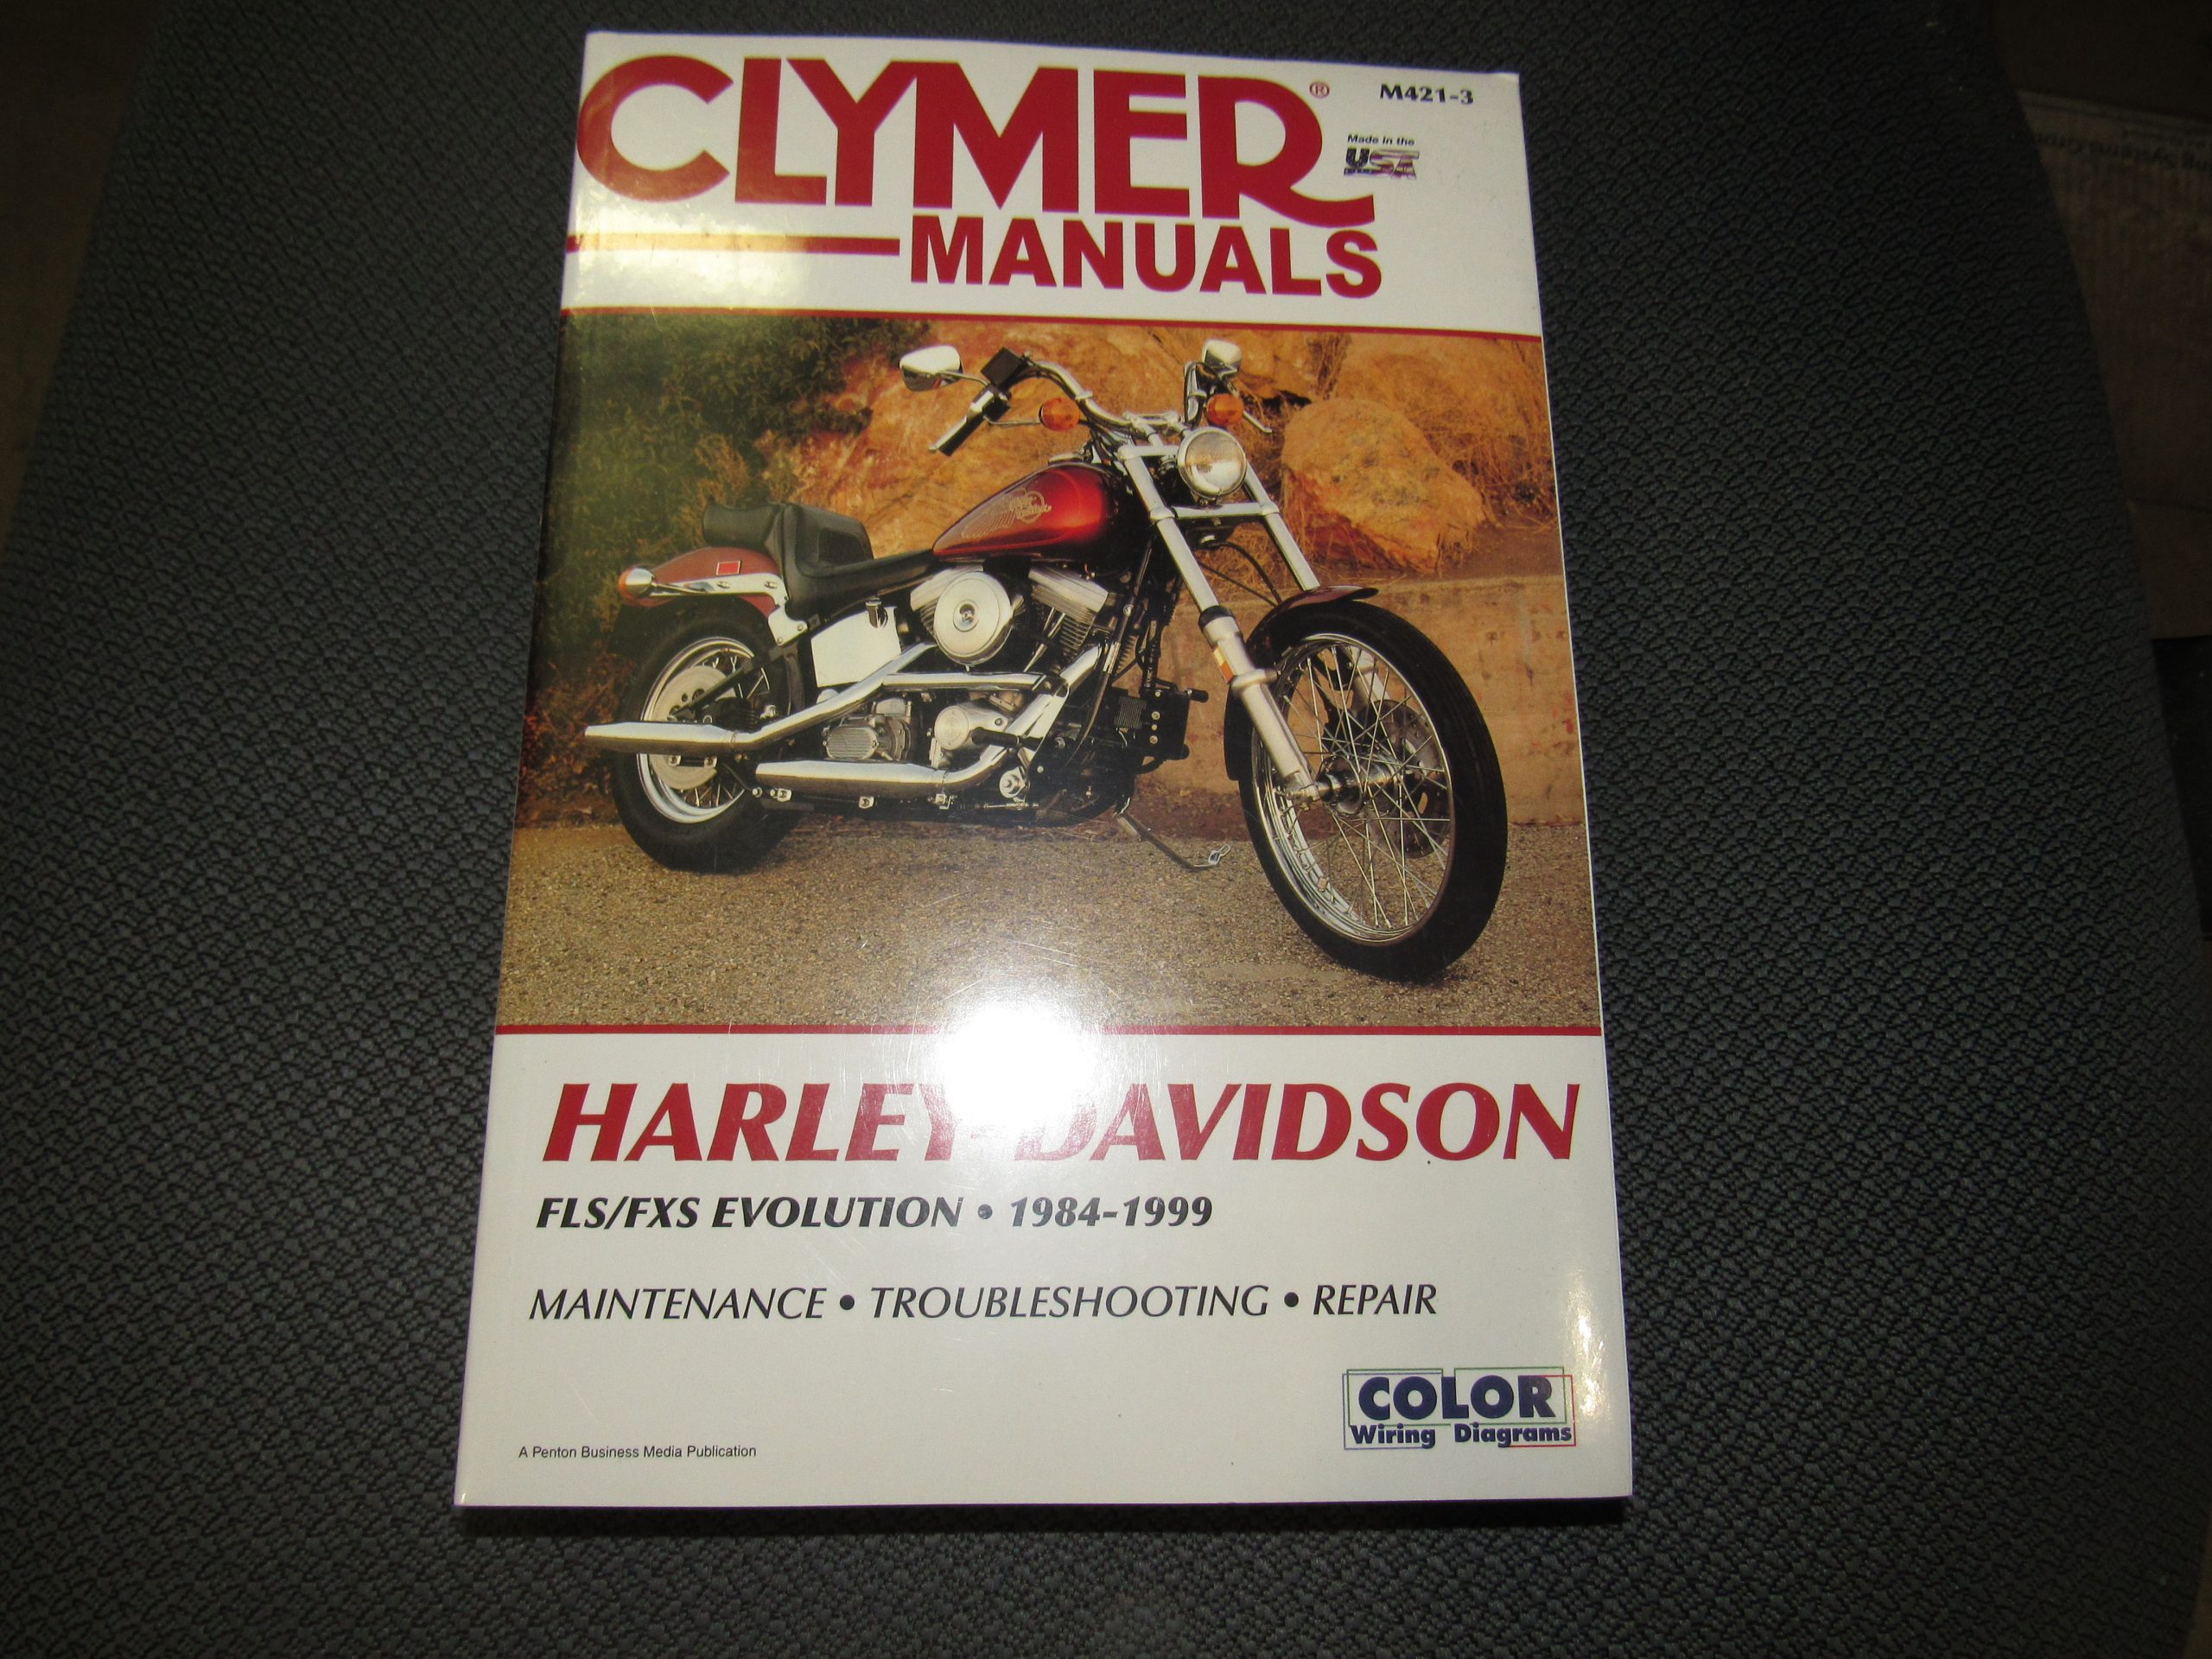 CLYMER®
M421-3
Made in the
USA
MANUALS
HARLEY-DAVIDSON
FLS/FXS EVOLUTION • 1984-1999
MAINTENANCE • TROUBLESHOOTING • REPAIR
COLOR
Wiring Diagrams
A Penton Business Media Publication